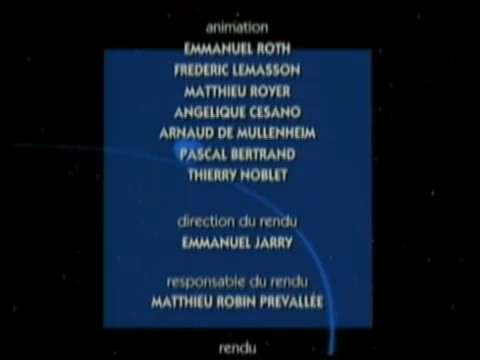 animation
EMMANUEL ROTH
FREDERIC LEMASSON
MATTHIEU ROYER
ANGELIQUE CESANO
ARNAUD DE MULLENHEIM
PASCAL BERTRAND
THIERRY NOBLET
direction du rendu
EMMANUEL JARRY
responsable du rendu
MATTHIEU ROBIN PREVALLÉE
rendu